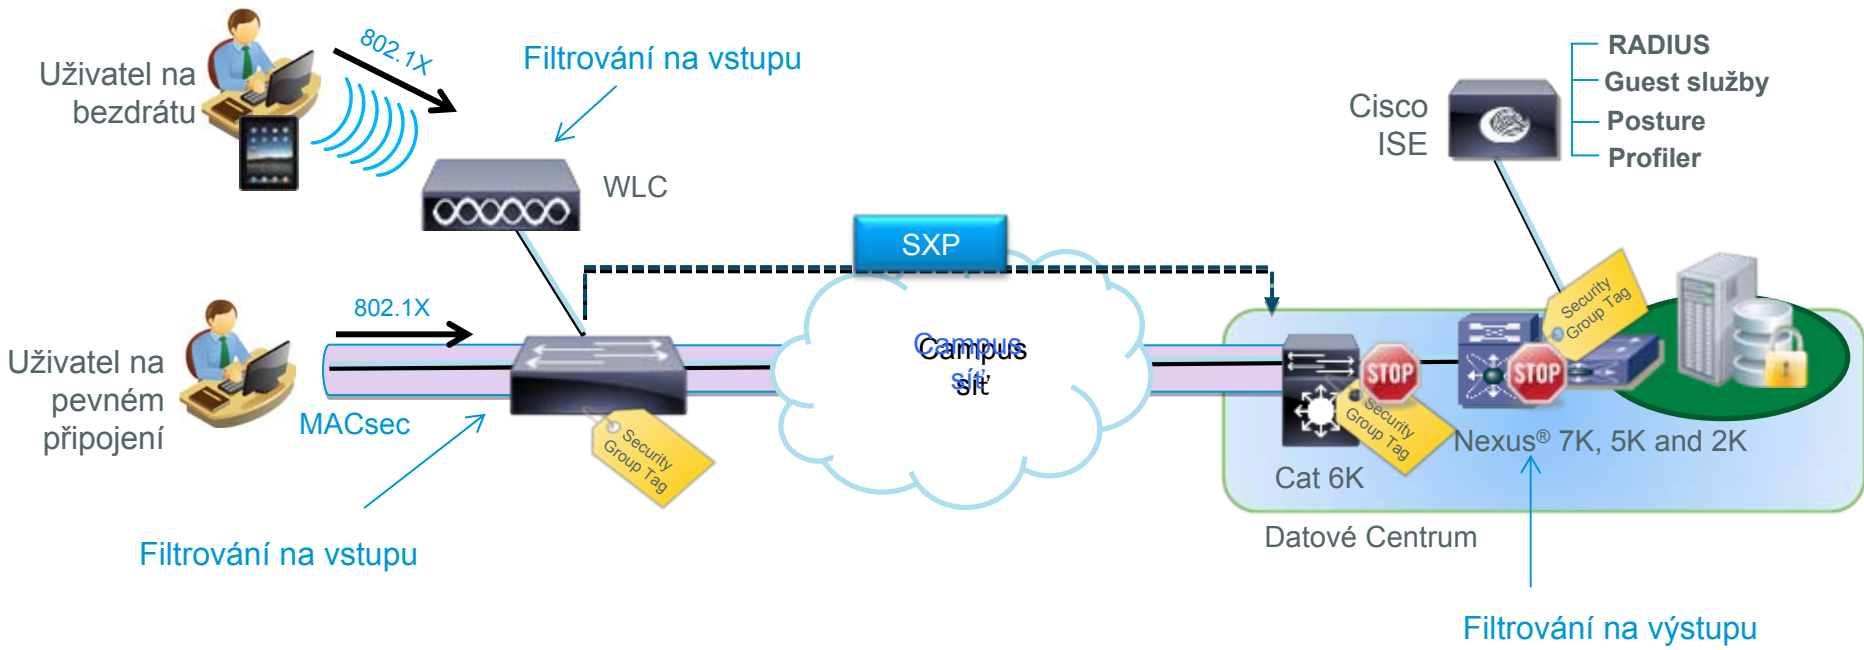 Uživatel na
bezdrátu
802.1X
Filtrování na vstupu
WLC
Cisco
ISE
RADIUS
Guest služby
Posture
Profiler
SXP
802.1X
Uživatel na
pevném
připojení
MACsec
Security
Group Tag
Filtrování na vstupu
Campus
síť
Campus
síť
STOP
Security
Group Tag
Cat 6K
Security
Group Tag
STOP
Nexus® 7K, 5K and 2K
Datové Centrum
Filtrování na výstupu